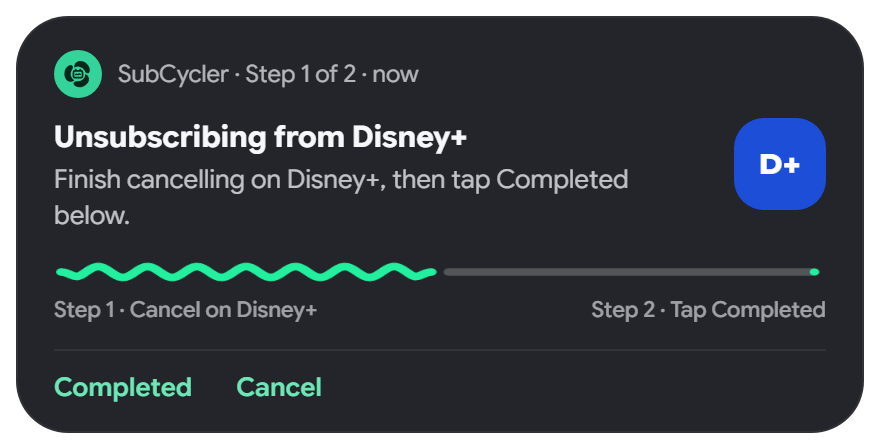 SubCycler · Step 1 of 2 · now
Unsubscribing from Disney+
Finish cancelling on Disney+, then tap Completed
below.
D+
Step 1 · Cancel on Disney+
Step 2 · Tap Completed
Completed
Cancel